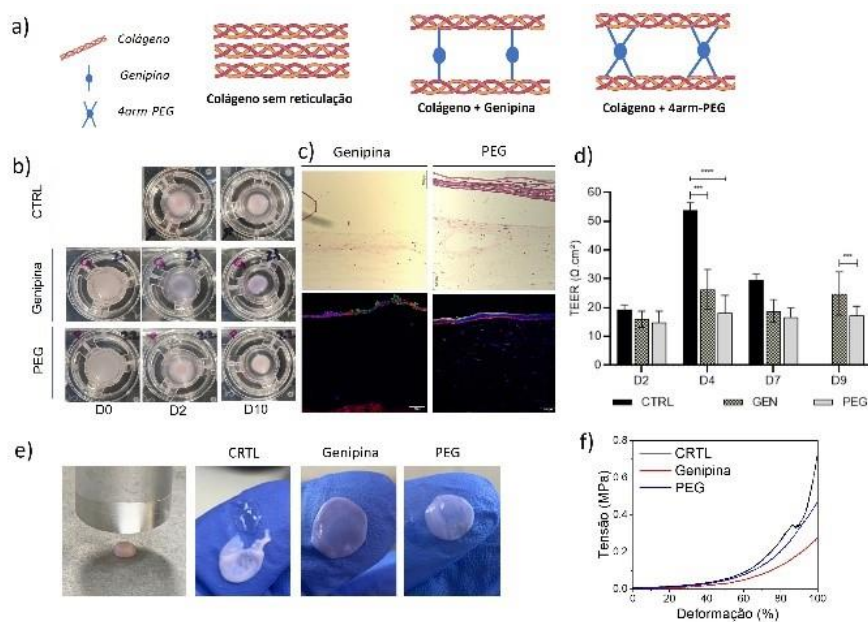 a)
Colágeno
Genipina
4arm-PEG
Colágeno sem reticulação
Colágeno + Genipina
Colágeno + 4arm-PEG
b)
CTRL
Genipina
PEG
D0
D2
D10
c)
Genipina
PEG
d)
TEER (Ω cm²)
60
50
40
30
20
10
0
****
***
***
D2
D4
D7
D9
CTRL
GEN
PEG
e)
CRTL
Genipina
PEG
f)
Tensão (MPa)
0.8
0.6
0.4
0.2
0.0
CRTL
Genipina
PEG
0
20
40
60
80
100
Deformação (%)